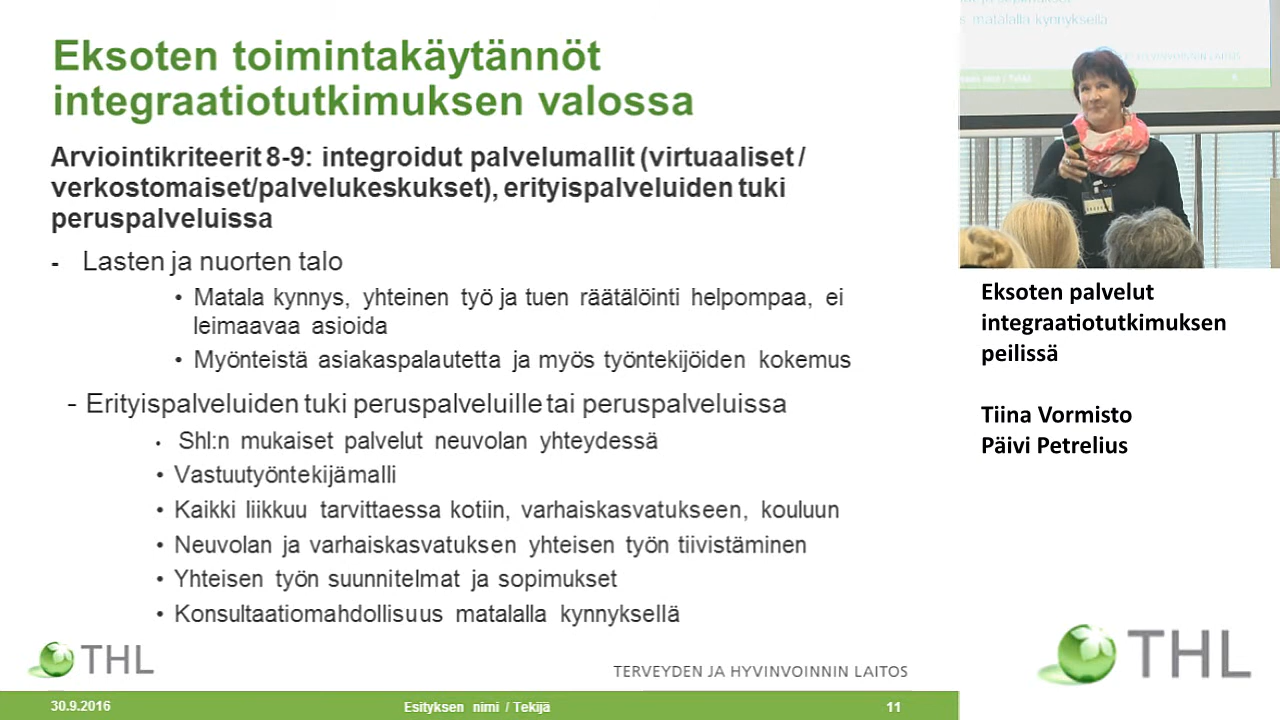 Eksoten toimintakäytännöt
integraatiotutkimuksen valossa
Arviointikriteerit 8-9: integroidut palvelumallit (virtuaaliset /
verkostomaiset/palvelukeskukset), erityispalveluiden tuki
peruspalveluissa
- Lasten ja nuorten talo
• Matala kynnys, yhteinen työ ja tuen räätälöinti helpompaa, ei
leimaavaa asioida
• Myönteistä asiakaspalautetta ja myös työntekijöiden kokemus
- Erityispalveluiden tuki peruspalveluille tai peruspalveluissa
• Shl:n mukaiset palvelut neuvolan yhteydessä
• Vastuutyöntekijämalli
• Kaikki liikkuu tarvittaessa kotiin, varhaiskasvatukseen, kouluun
• Neuvolan ja varhaiskasvatuksen yhteisen työn tiivistäminen
• Yhteisen työn suunnitelmat ja sopimukset
• Konsultaatiomahdollisuus matalalla kynnyksellä
THL
TERVEYDEN JA HYVINVOINNIN LAITOS
30.9.2016
Esityksen nimi / Tekijä
11
matalalla kynnyksellä
HYVINVOINNIN LAITOS
Eksoten palvelut
integraatiotutkimuksen
peilissä
Tiina Vormisto
Päivi Petrelius
THL